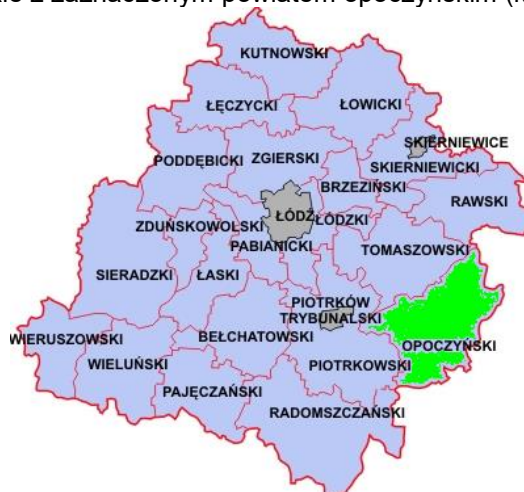 kie z zaznaczonym powiatem opoczyńskim
KUTNOWSKI
ŁĘCZYCKI
ŁOWICKI
SKIERNIEWICE
PODDĘBICKI
ZGIERSKI
SKIERNIEWICKI
BRZEZIŃSKI
RAWSKI
ZDUŃSKOWOLSKI
ŁÓDŹ
ŁÓDZKI
PABIANICKI
TOMASZOWSKI
SIERADZKI
ŁASKI
PIOTRKÓW
TRYBUNALSKI
WIERUSZOWSKI
BEŁCHATOWSKI
OPOCZYŃSKI
WIELUŃSKI
PIOTRKOWSKI
PAJĘCZAŃSKI
RADOMSZCZAŃSKI